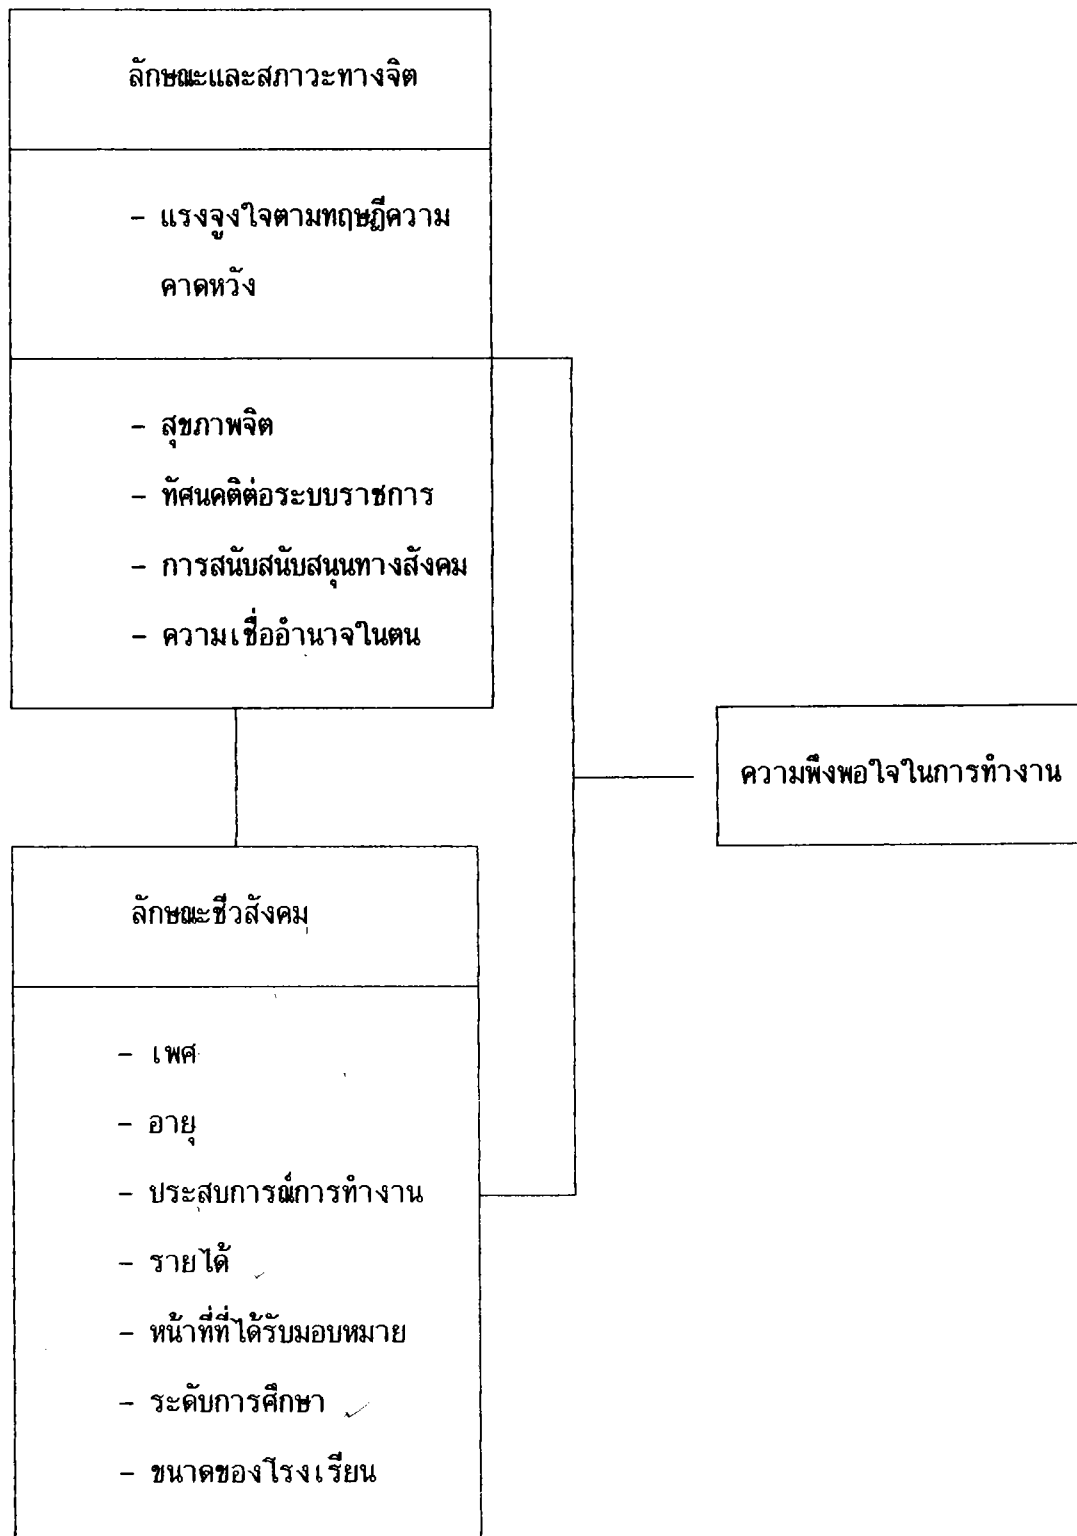 ลักษณะและสภาวะทางจิต
- แรงจูงใจตามทฤษฎีความ
คาดหวัง
- สุขภาพจิต
- ทัศนคติต่อระบบราชการ
- การสนับสนับสนุนทางสังคม
- ความเชื่ออำนาจในตน
ความพึงพอใจในการทำงาน
ลักษณะชีวสังคม
- เพศ
- อายุ
- ประสบการณ์การทำงาน
- รายได้
- หน้าที่ที่ได้รับมอบหมาย
- ระดับการศึกษา
- ขนาดของโรงเรียน